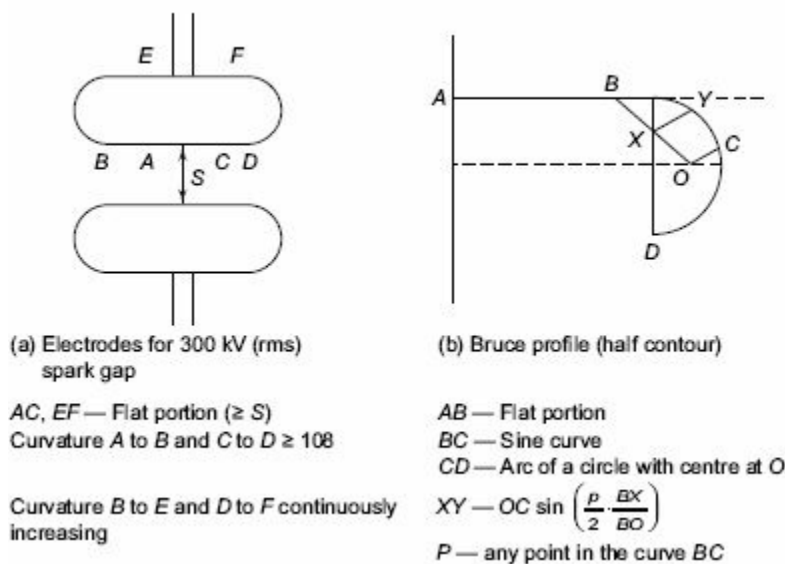 E F
B A C D
S
A B Y
X C
O
D
(a) Electrodes for 300 kV (rms)
spark gap
AC, EF — Flat portion (≥ S)
Curvature A to B and C to D ≥ 108
Curvature B to E and D to F continuously
increasing
(b) Bruce profile (half contour)
AB — Flat portion
BC — Sine curve
CD — Arc of a circle with centre at O
XY — OC sin (p/2 · BX/BO)
P — any point in the curve BC